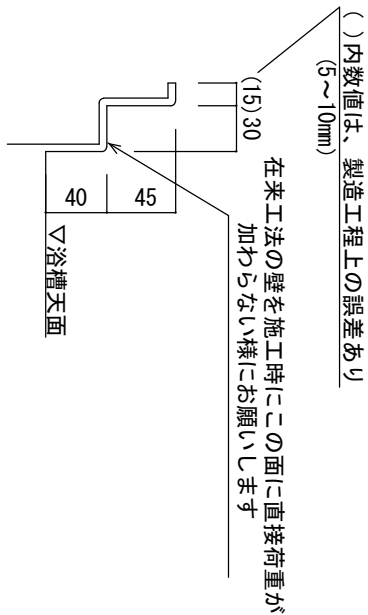 ( )内数値は、製造工程上の誤差あり
(5～10mm)
(15)30
在来工法の壁を施工時にこの面に直接荷重が
加わらない様にお願いします
40
45
▽浴槽天面